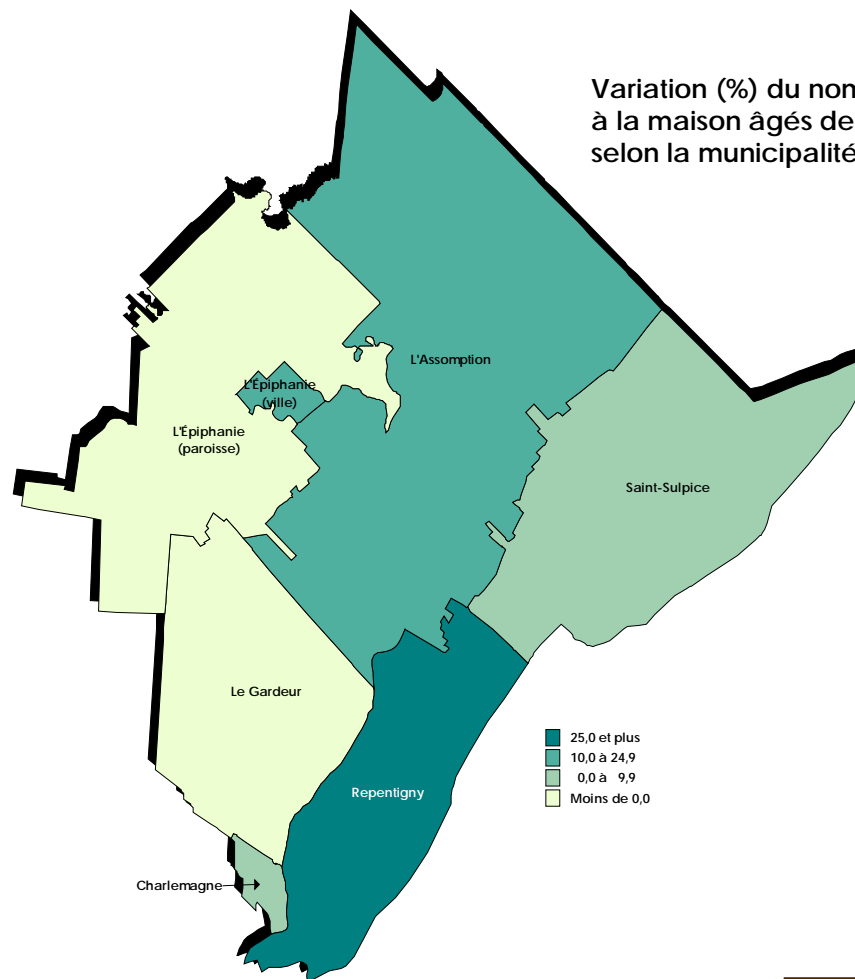 Variation (%) du nom
à la maison âgés de
selon la municipalité
L'Assomption
L'Épiphanie
(ville)
L'Épiphanie
(paroisse)
Saint-Sulpice
Le Gardeur
25,0 et plus
10,0 à 24,9
0,0 à 9,9
Moins de 0,0
Repentigny
Charlemagne